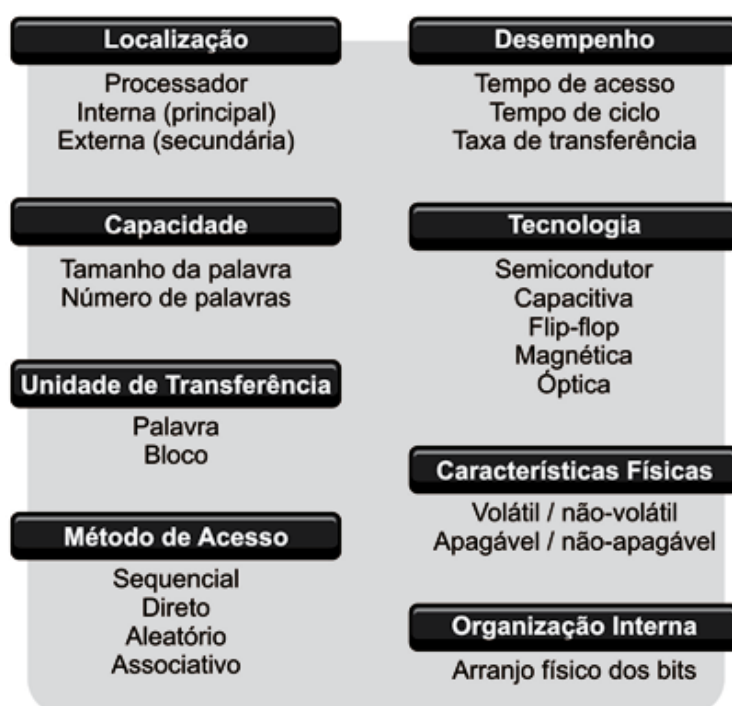 Localização
Processador
Interna (principal)
Externa (secundária)
Capacidade
Tamanho da palavra
Número de palavras
Unidade de Transferência
Palavra
Bloco
Método de Acesso
Sequencial
Direto
Aleatório
Associativo
Desempenho
Tempo de acesso
Tempo de ciclo
Taxa de transferência
Tecnologia
Semicondutor
Capacitiva
Flip-flop
Magnética
Óptica
Características Físicas
Volátil / não-volátil
Apagável / não-apagável
Organização Interna
Arranjo físico dos bits